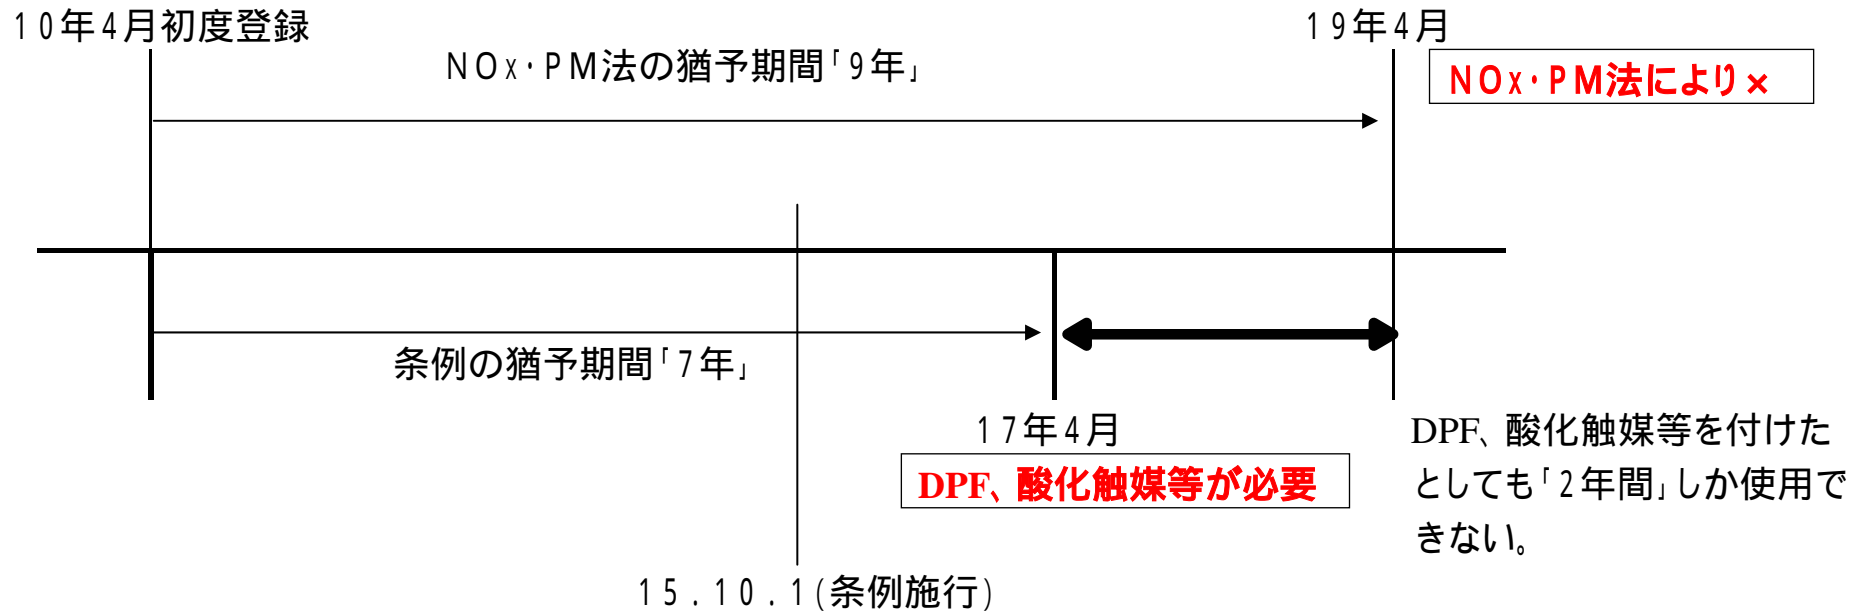 10年4月初度登録
19年4月
NOx・PM法の猶予期間「9年」
NOx・PM法により×
条例の猶予期間「7年」
17年4月
DPF、酸化触媒等が必要
DPF、酸化触媒等を付けた
としても「2年間」しか使用で
きない。
15.10.1(条例施行)